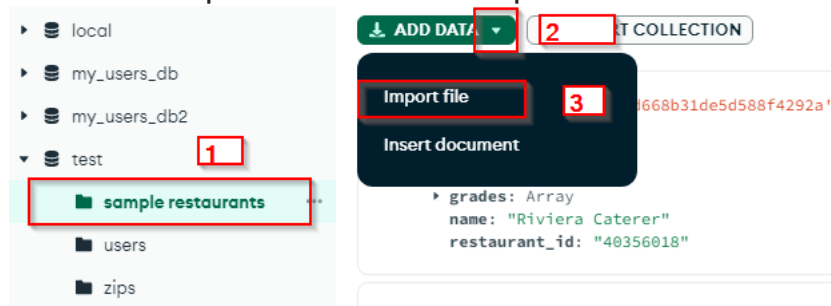 local
my_users_db
my_users_db2
test
1
sample restaurants
users
zips
ADD DATA
2
RT COLLECTION
Import file
3
d668b31de5d588f4292a'
Insert document
grades: Array
name: "Riviera Caterer"
restaurant_id: "40356018"